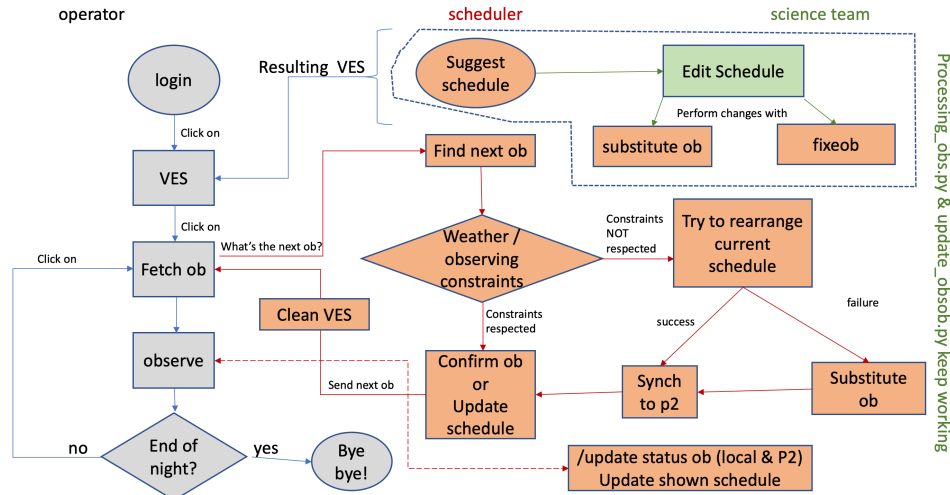 operator
scheduler
science team
login
Resulting VES
Suggest
schedule
Edit Schedule
Click on
Perform changes with
substitute ob
fixeob
VES
Find next ob
Click on
What's the next ob?
Weather /
observing
constraints
Constraints
NOT
respected
Try to rearrange
current
schedule
Click on
Fetch ob
Clean VES
Constraints
respected
success
failure
observe
Send next ob
Confirm ob
or
Update
schedule
Synch
to p2
Substitute
ob
no
End of
night?
yes
Bye
bye!
/update status ob (local & P2)
Update shown schedule
Processing_obs.py & update_obsob.py keep working